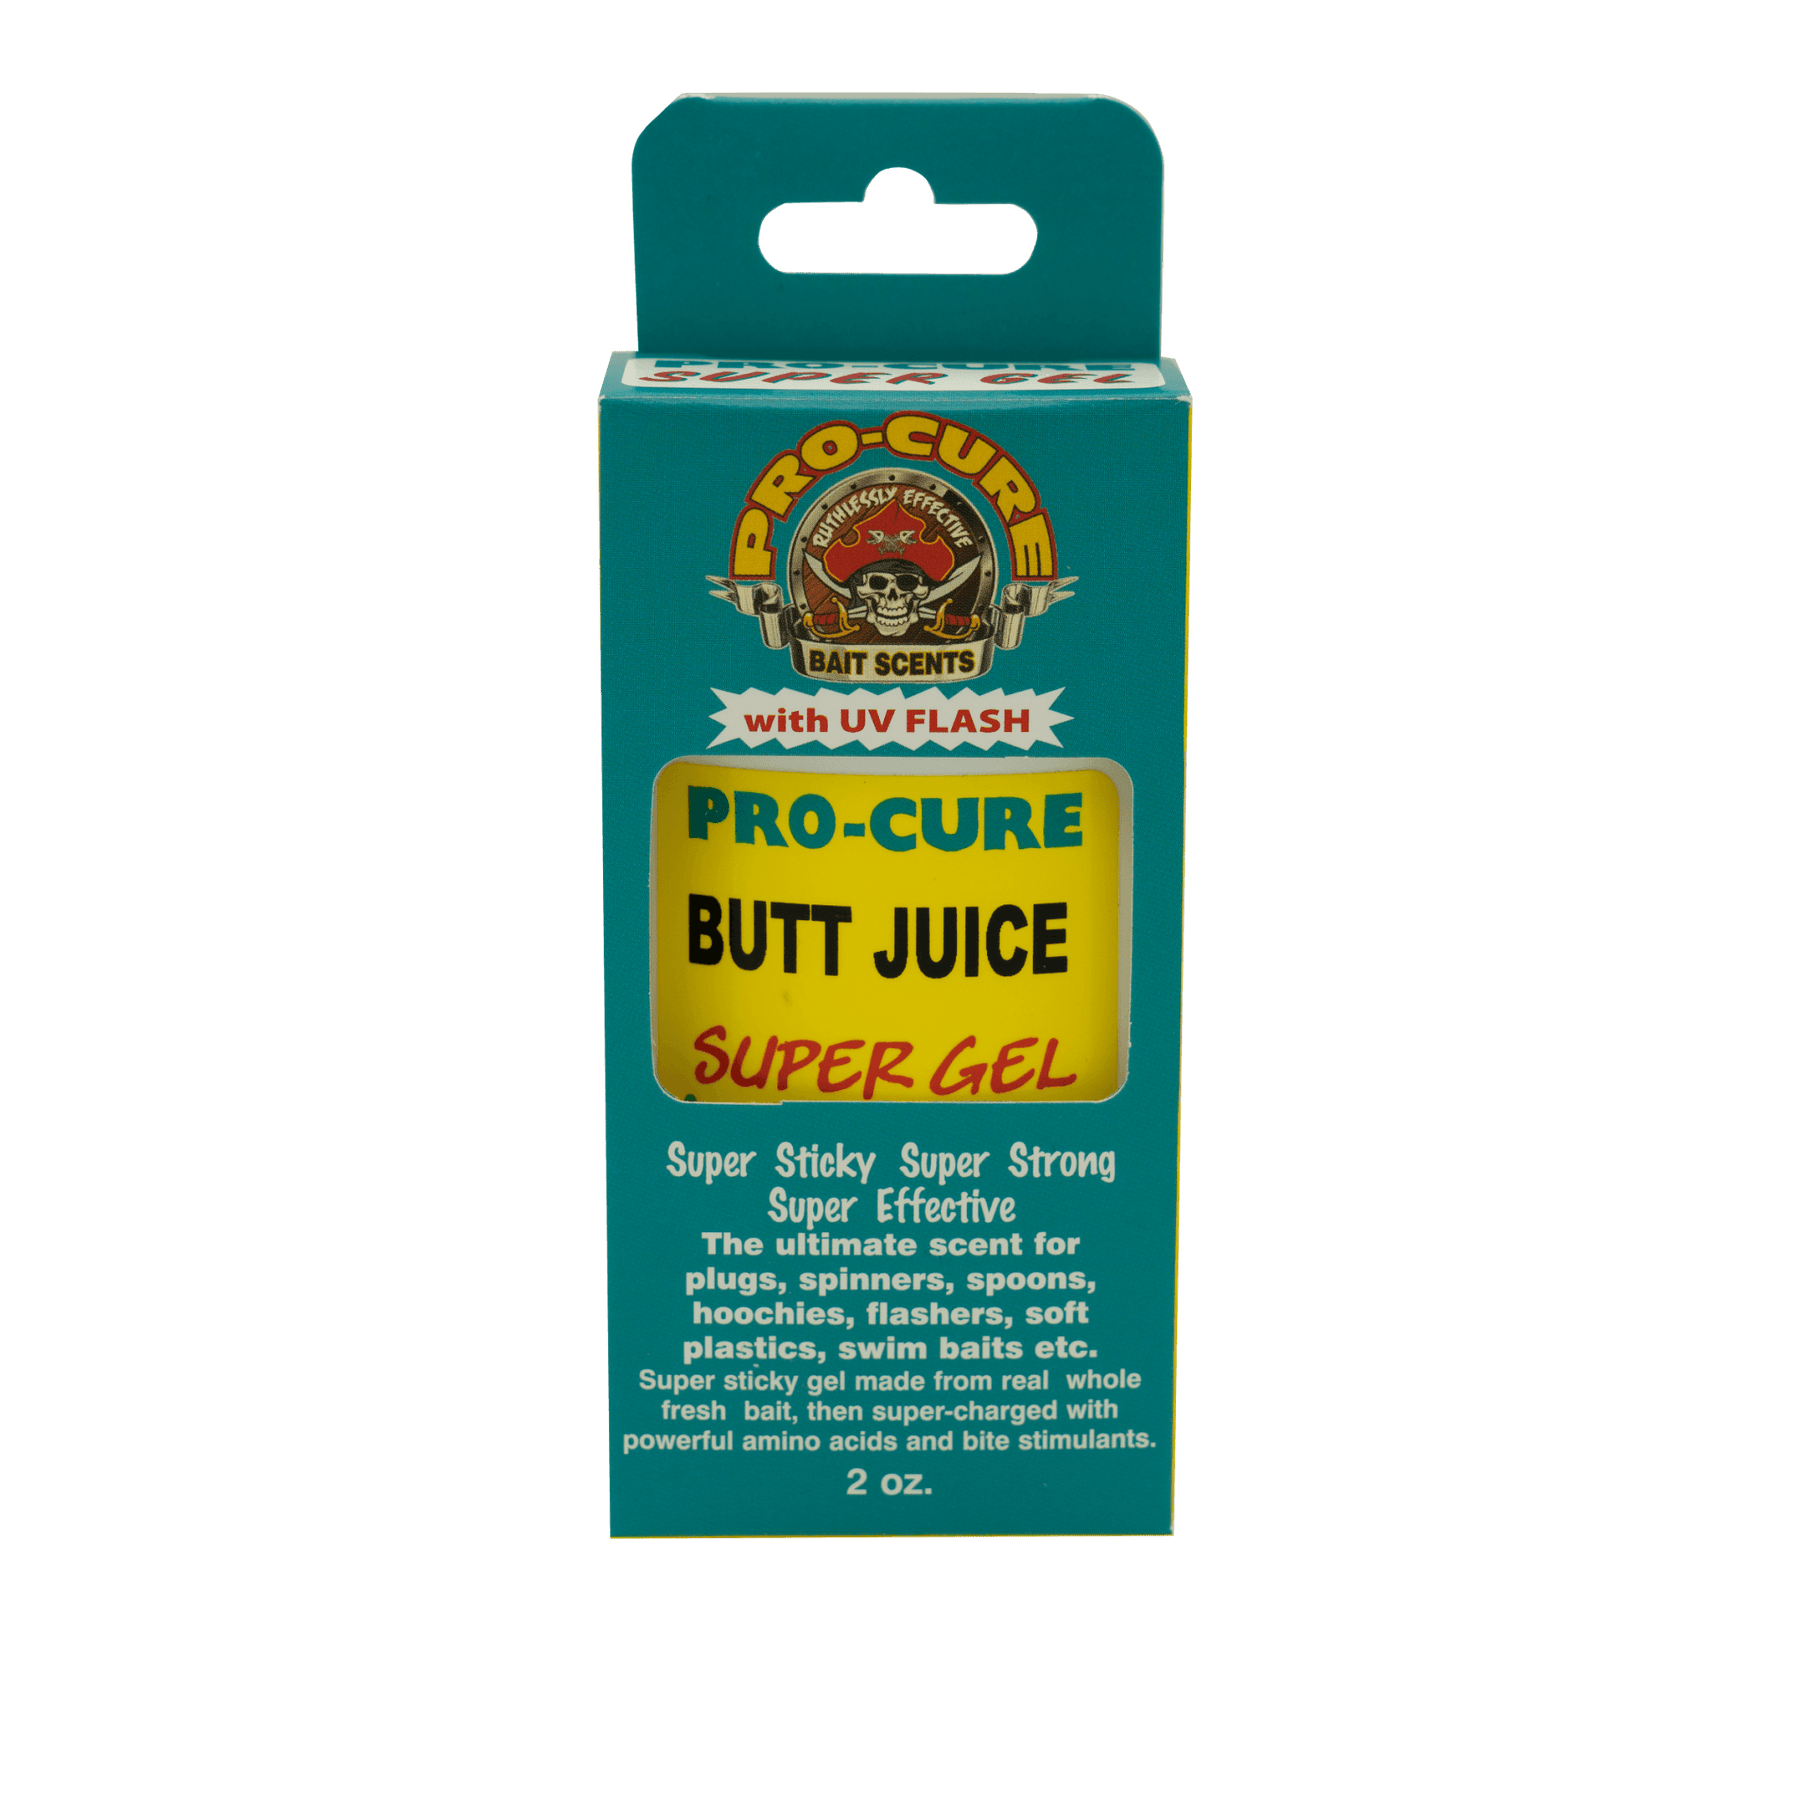 PRO-CURE
SUPER GEL
PRO-CURE
RUTHLESSLY EFFECTIVE
BAIT SCENTS
with UV FLASH
PRO-CURE
BUTT JUICE
SUPER GEL
Super Sticky Super Strong
Super Effective
The ultimate scent for
plugs, spinners, spoons,
hoochies, flashers, soft
plastics, swim baits etc.
Super sticky gel made from real whole
fresh bait, then super-charged with
powerful amino acids and bite stimulants.
2 oz.